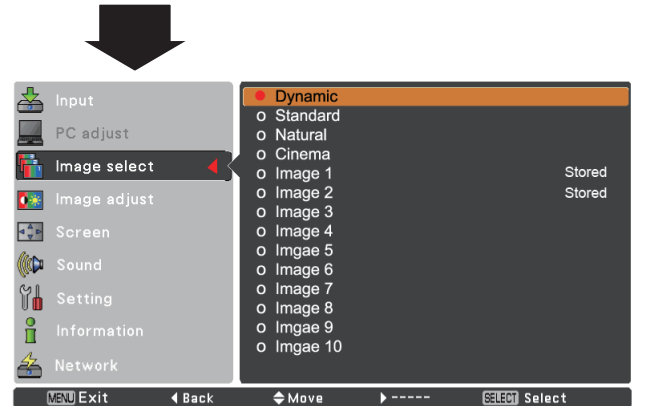 Input
PC adjust
Image select
Image adjust
Screen
Sound
Setting
Information
Network
Dynamic
Standard
Natural
Cinema
Image 1 Stored
Image 2 Stored
Image 3
Image 4
Imgae 5
Image 6
Image 7
Image 8
Imgae 9
Imgae 10
MENU Exit Back Move ----- SELECT Select